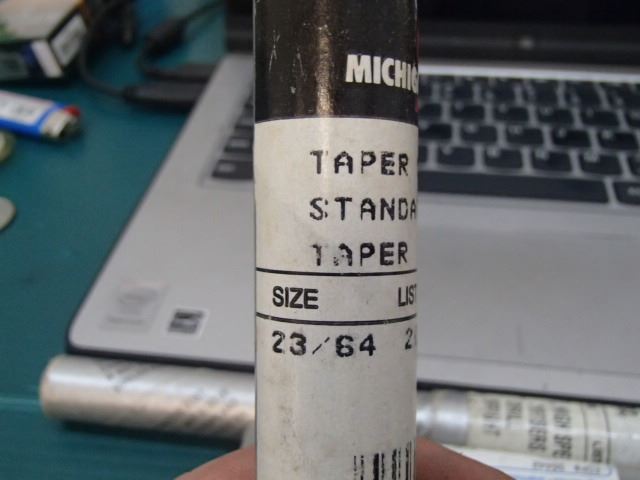 MICHIG
TAPER
STANDA
TAPER
SIZE LIST
23/64 2